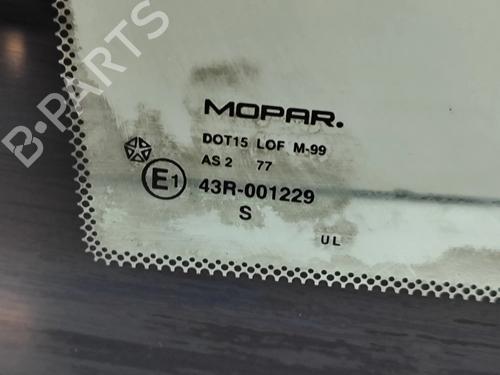 B-PARTS
MOPAR.
DOT15 LOF M-99
AS 2 77
E1 43R-001229
S
UL